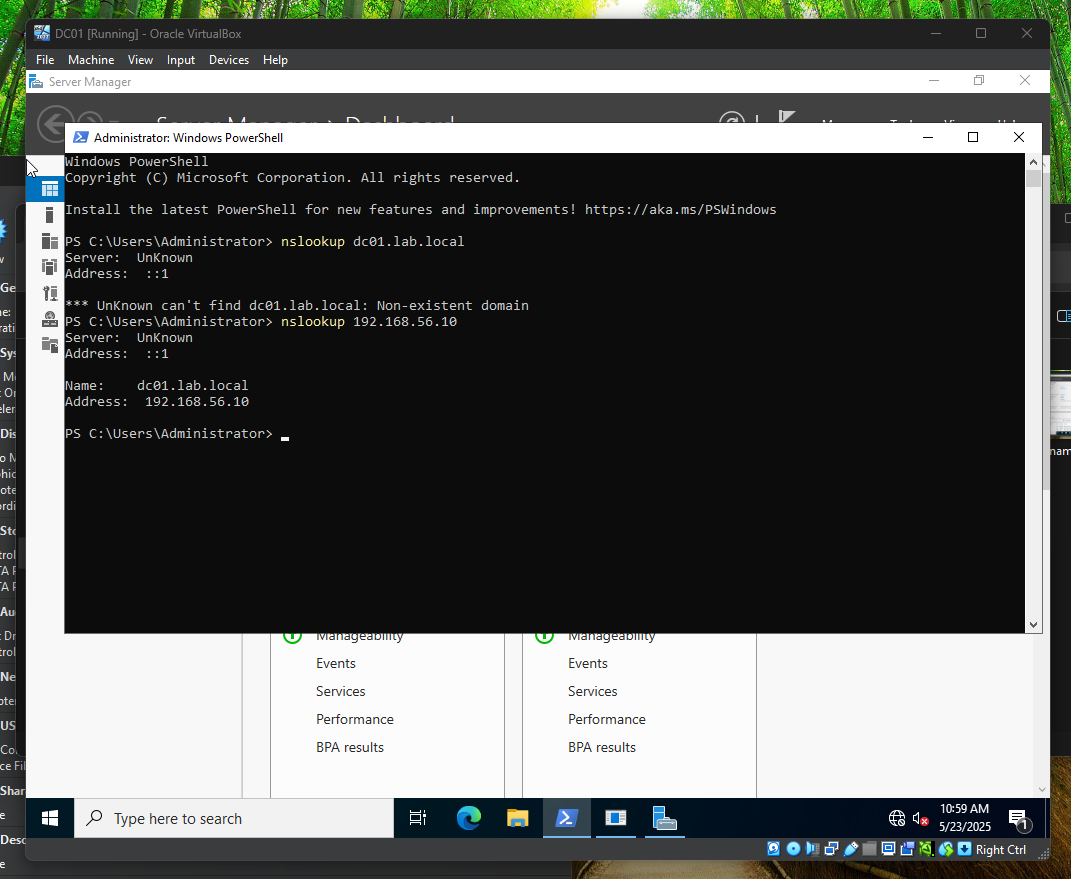 DC01 [Running] - Oracle VirtualBox
File Machine View Input Devices Help
Server Manager
Administrator: Windows PowerShell
Windows PowerShell
Copyright (C) Microsoft Corporation. All rights reserved.
Install the latest PowerShell for new features and improvements! https://aka.ms/PSWindows
PS C:\Users\Administrator> nslookup dc01.lab.local
Server:  UnKnown
Address:  ::1
*** UnKnown can't find dc01.lab.local: Non-existent domain
PS C:\Users\Administrator> nslookup 192.168.56.10
Server:  UnKnown
Address:  ::1
Name:    dc01.lab.local
Address:  192.168.56.10
PS C:\Users\Administrator>
Manageability Manageability
Events Events
Services Services
Performance Performance
BPA results BPA results
Type here to search
10:59 AM
5/23/2025
1
Right Ctrl